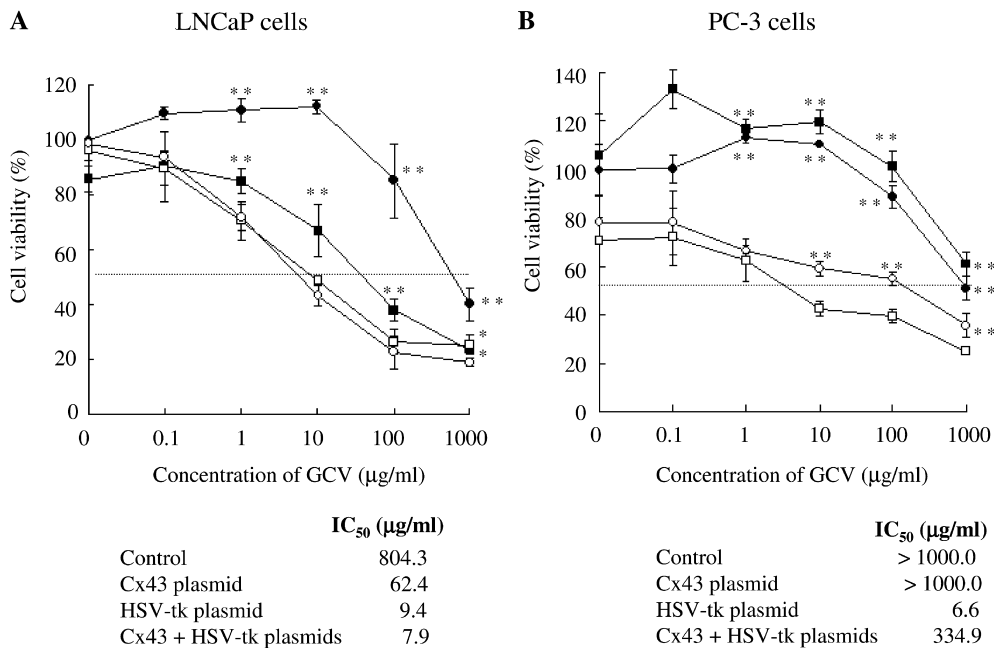 A LNCaP cells
Cell viability (%)
120
100
80
60
40
20
0
** ** ** ** ** ** ** * *
0 0.1 1 10 100 1000
Concentration of GCV (μg/ml)
IC50 (μg/ml)
Control 804.3
Cx43 plasmid 62.4
HSV-tk plasmid 9.4
Cx43 + HSV-tk plasmids 7.9
B PC-3 cells
Cell viability (%)
140
120
100
80
60
40
20
0
** ** ** ** ** ** ** ** ** ** **
0 0.1 1 10 100 1000
Concentration of GCV (μg/ml)
IC50 (μg/ml)
Control > 1000.0
Cx43 plasmid > 1000.0
HSV-tk plasmid 6.6
Cx43 + HSV-tk plasmids 334.9